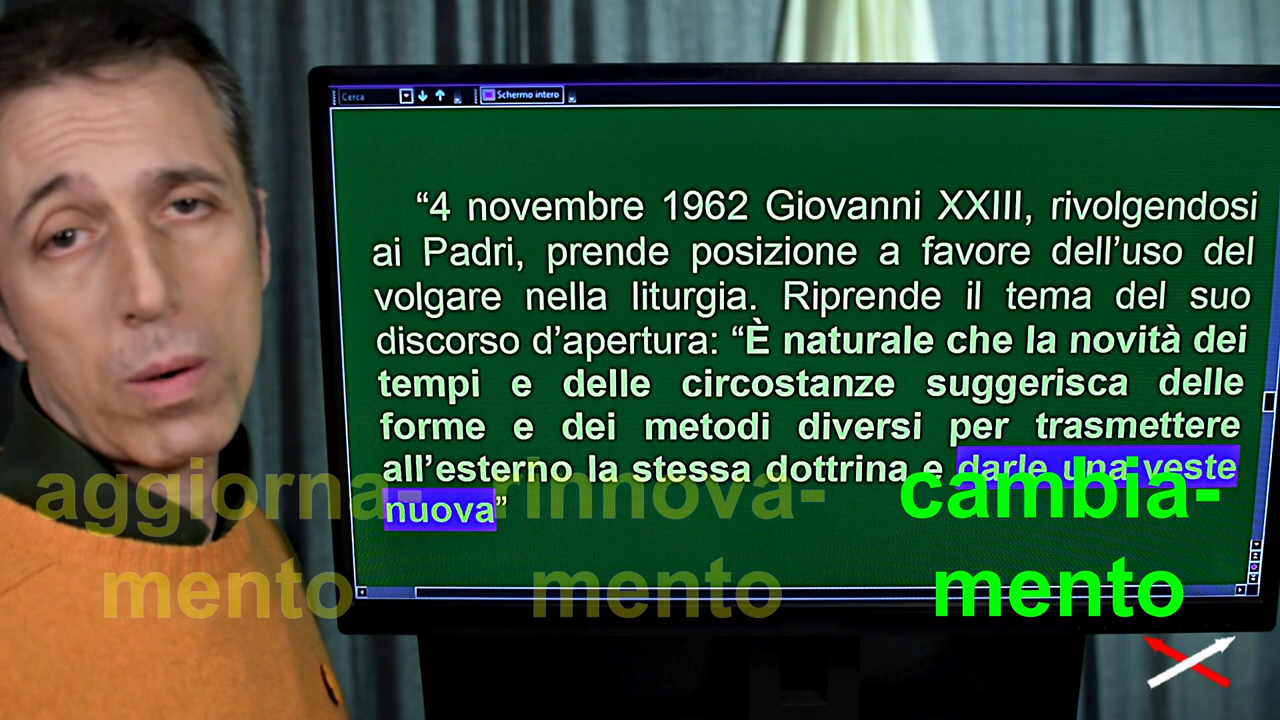 Cerca
Schermo intero
“4 novembre 1962 Giovanni XXIII, rivolgendosi
ai Padri, prende posizione a favore dell’uso del
volgare nella liturgia. Riprende il tema del suo
discorso d’apertura: “È naturale che la novità dei
tempi e delle circostanze suggerisca delle
forme e dei metodi diversi per trasmettere
all’esterno la stessa dottrina e darle una veste
nuova”
aggiorna-
mento
rinnova-
mento
cambia-
mento